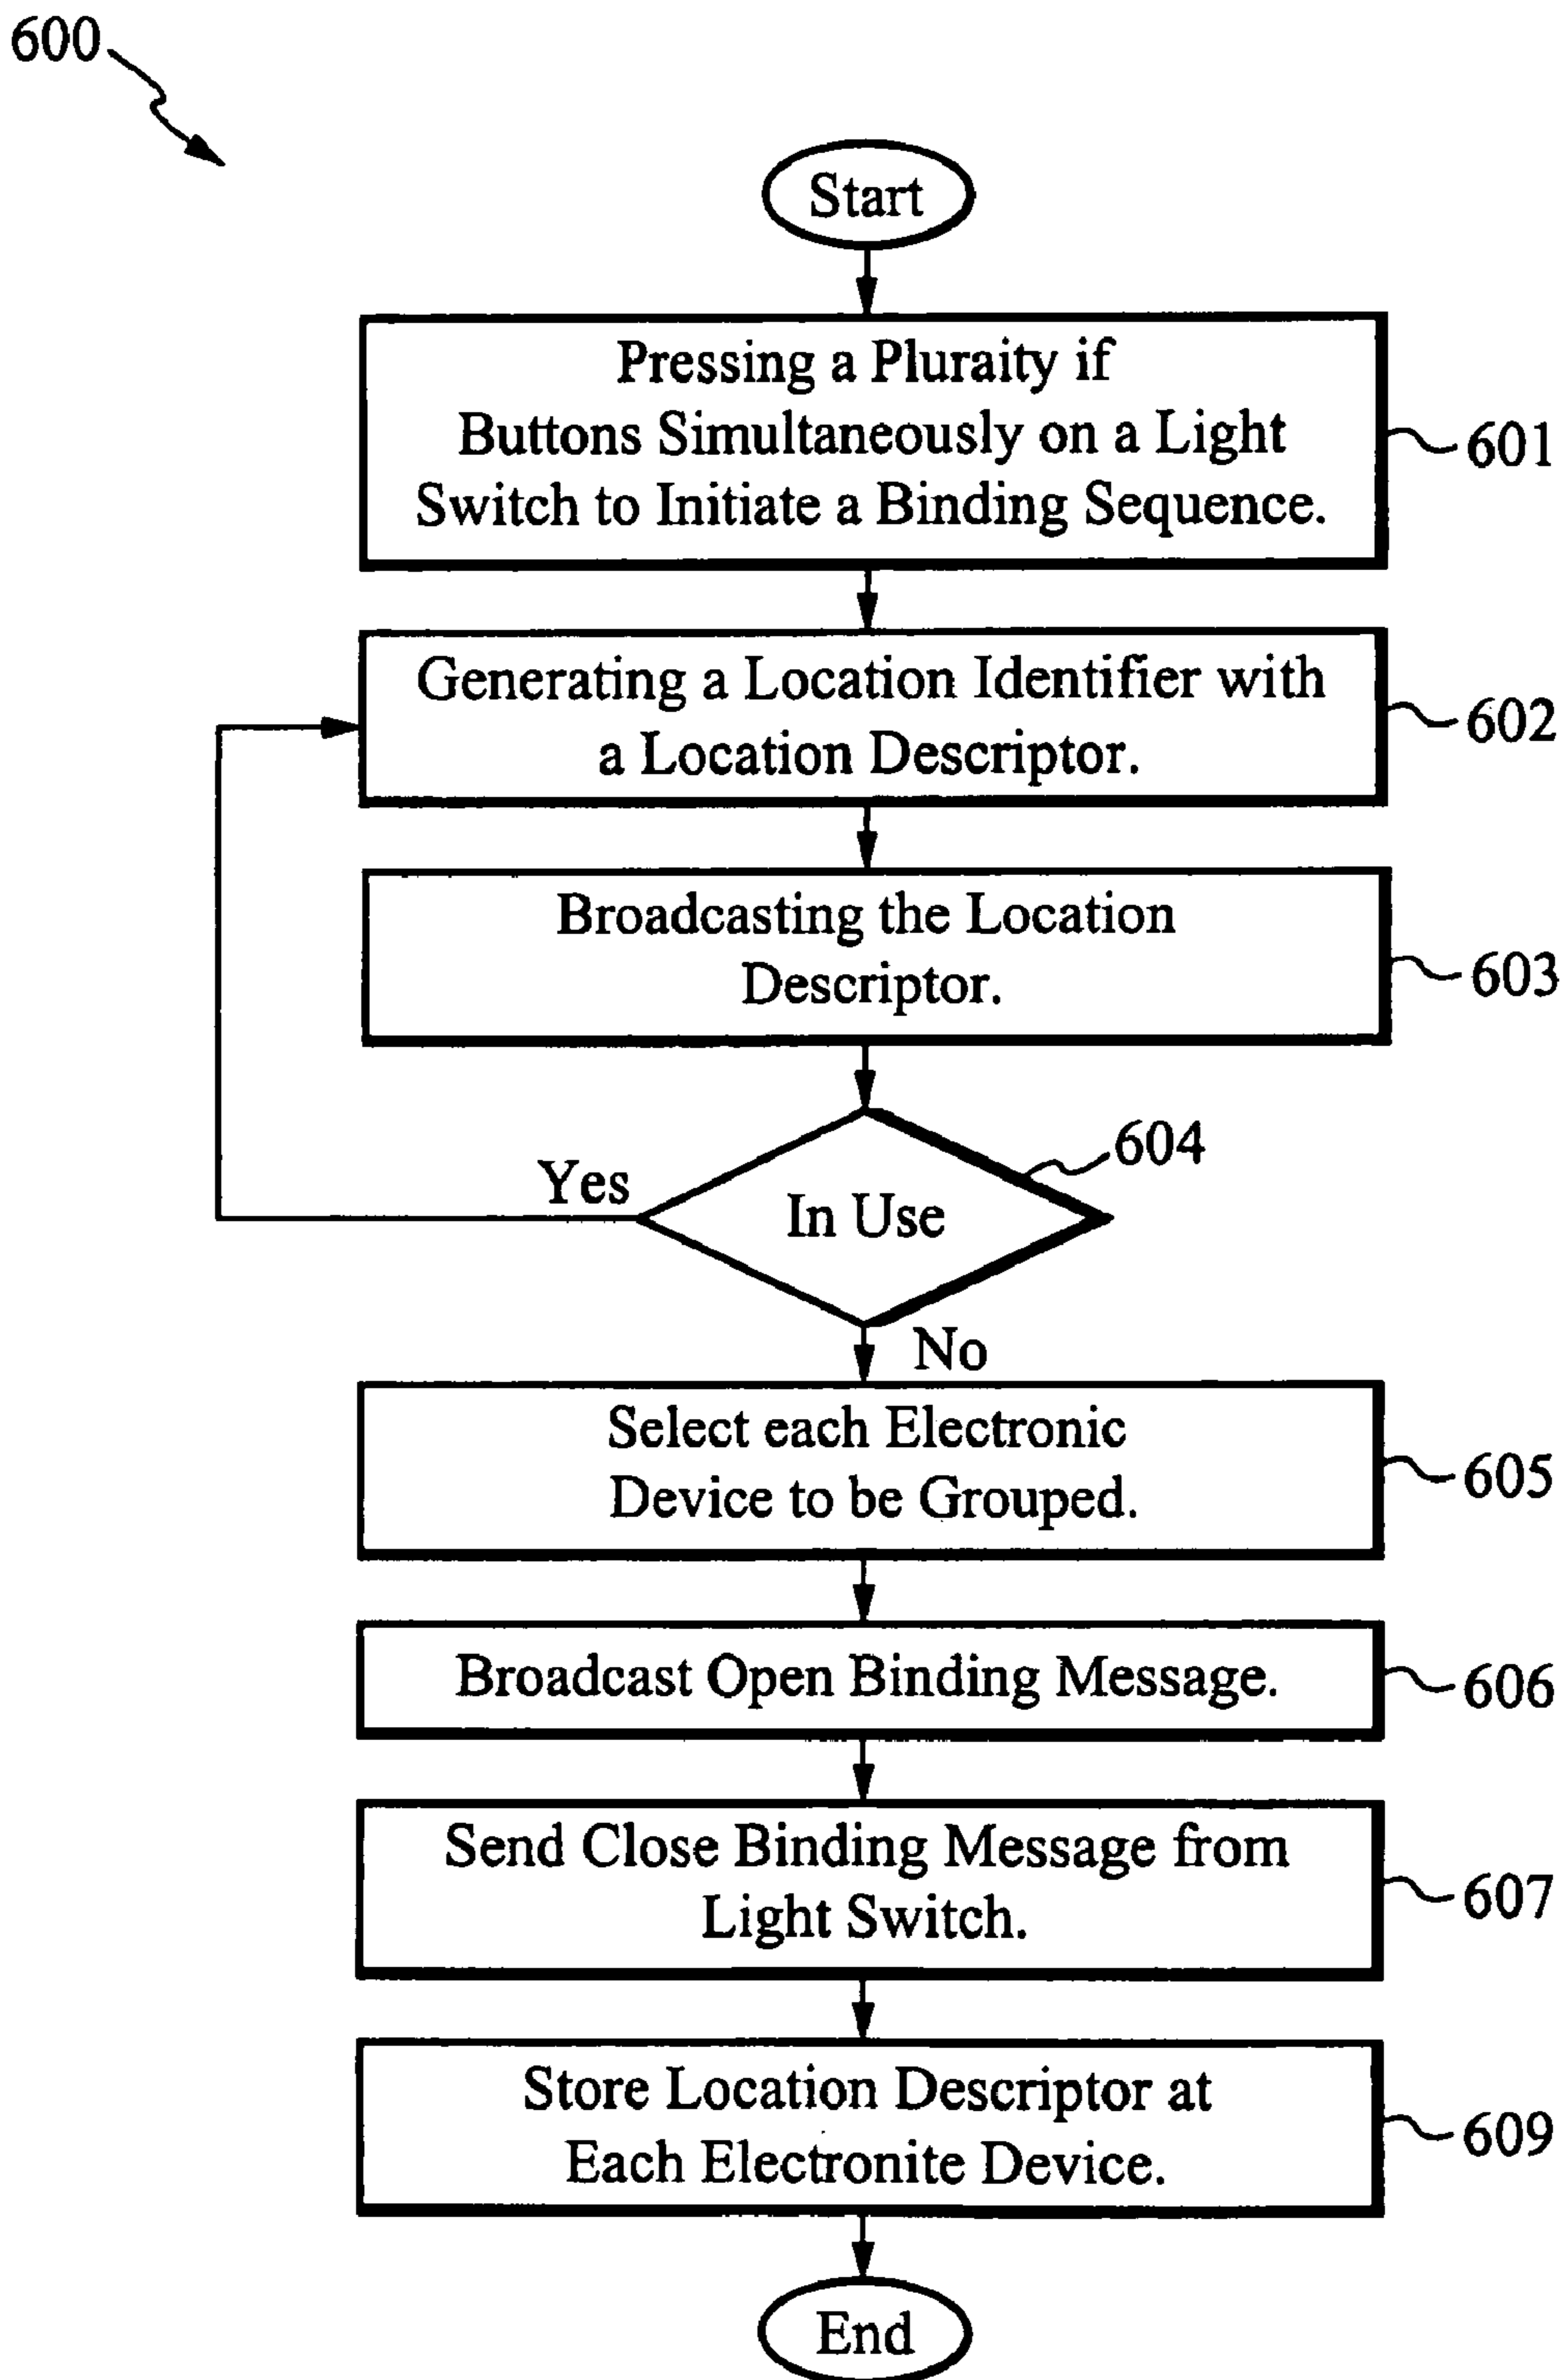 600
Start
Pressing a Pluraity if
Buttons Simultaneously on a Light
Switch to Initiate a Binding Sequence.
601
Generating a Location Identifier with
a Location Descriptor.
602
Broadcasting the Location
Descriptor.
603
604
Yes
In Use
No
Select each Electronic
Device to be Grouped.
605
Broadcast Open Binding Message.
606
Send Close Binding Message from
Light Switch.
607
Store Location Descriptor at
Each Electronite Device.
609
End